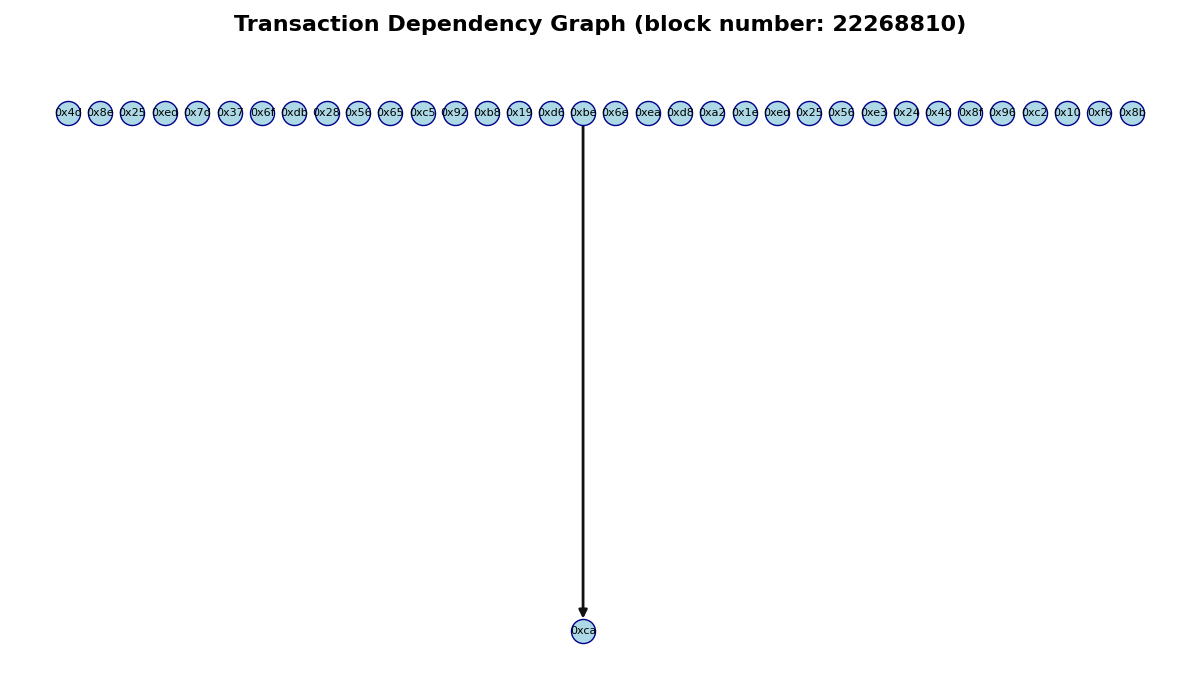 Transaction Dependency Graph (block number: 22268810)
0x4d 0x8e 0x25 0xed 0x7d 0x37 0x6f 0xdb 0x28 0x56 0x65 0xc5 0x92 0xb8 0x19 0xd6 0xbe 0x6e 0xea 0xd8 0xa2 0x1e 0xed 0x25 0x56 0xe3 0x24 0x4d 0x8f 0x96 0xc2 0x10 0xf6 0x8b
0xca